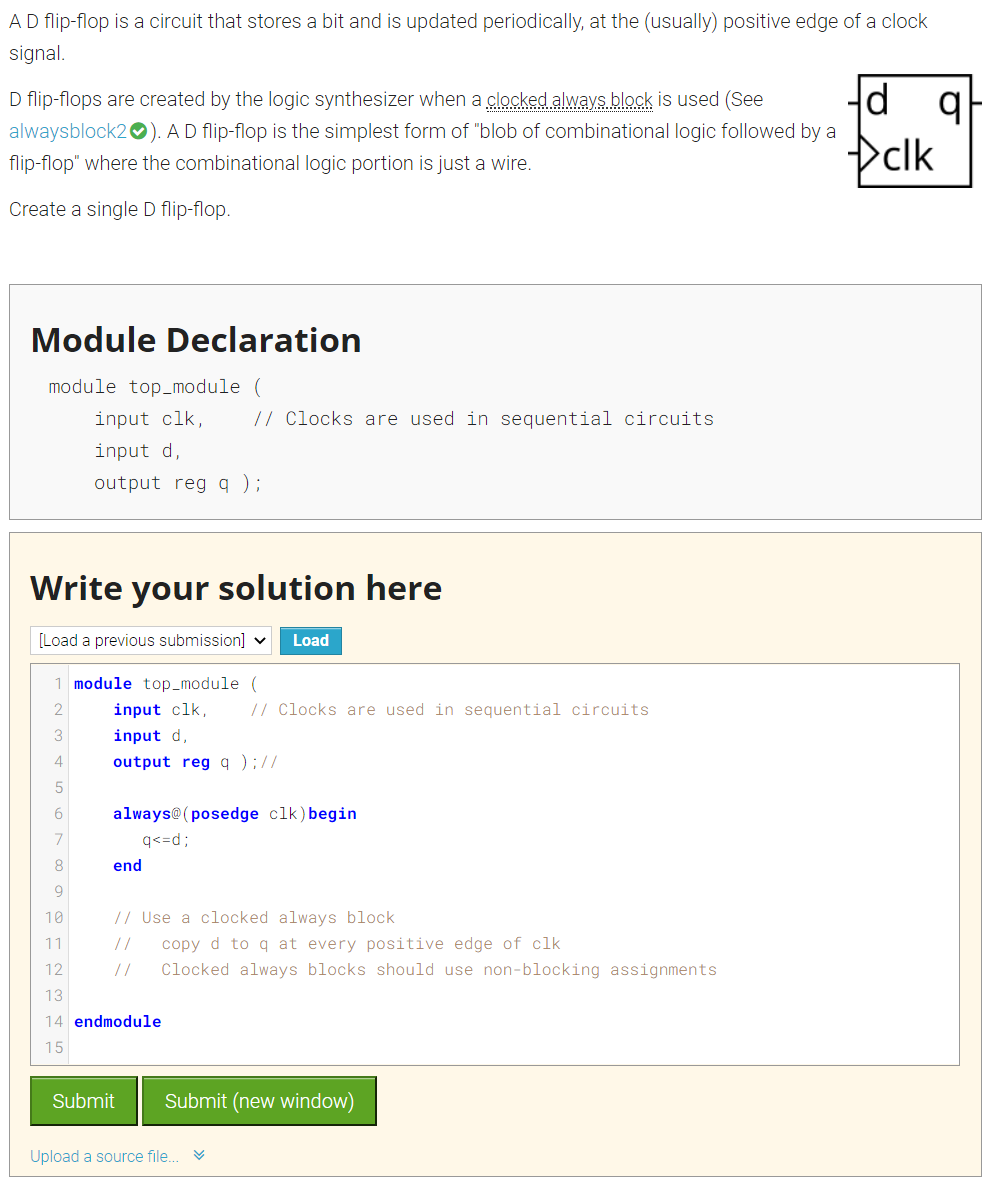 A D flip-flop is a circuit that stores a bit and is updated periodically, at the (usually) positive edge of a clock
signal.
D flip-flops are created by the logic synthesizer when a clocked always block is used (See
alwaysblock2 ). A D flip-flop is the simplest form of "blob of combinational logic followed by a
flip-flop" where the combinational logic portion is just a wire.
d q
clk
Create a single D flip-flop.
Module Declaration
module top_module (
    input clk,    // Clocks are used in sequential circuits
    input d,
    output reg q );
Write your solution here
[Load a previous submission] Load
1 module top_module (
2     input clk,    // Clocks are used in sequential circuits
3     input d,
4     output reg q );//
5
6     always@(posedge clk)begin
7        q<=d;
8     end
9
10     // Use a clocked always block
11     //   copy d to q at every positive edge of clk
12     //   Clocked always blocks should use non-blocking assignments
13
14 endmodule
15
Submit Submit (new window)
Upload a source file...